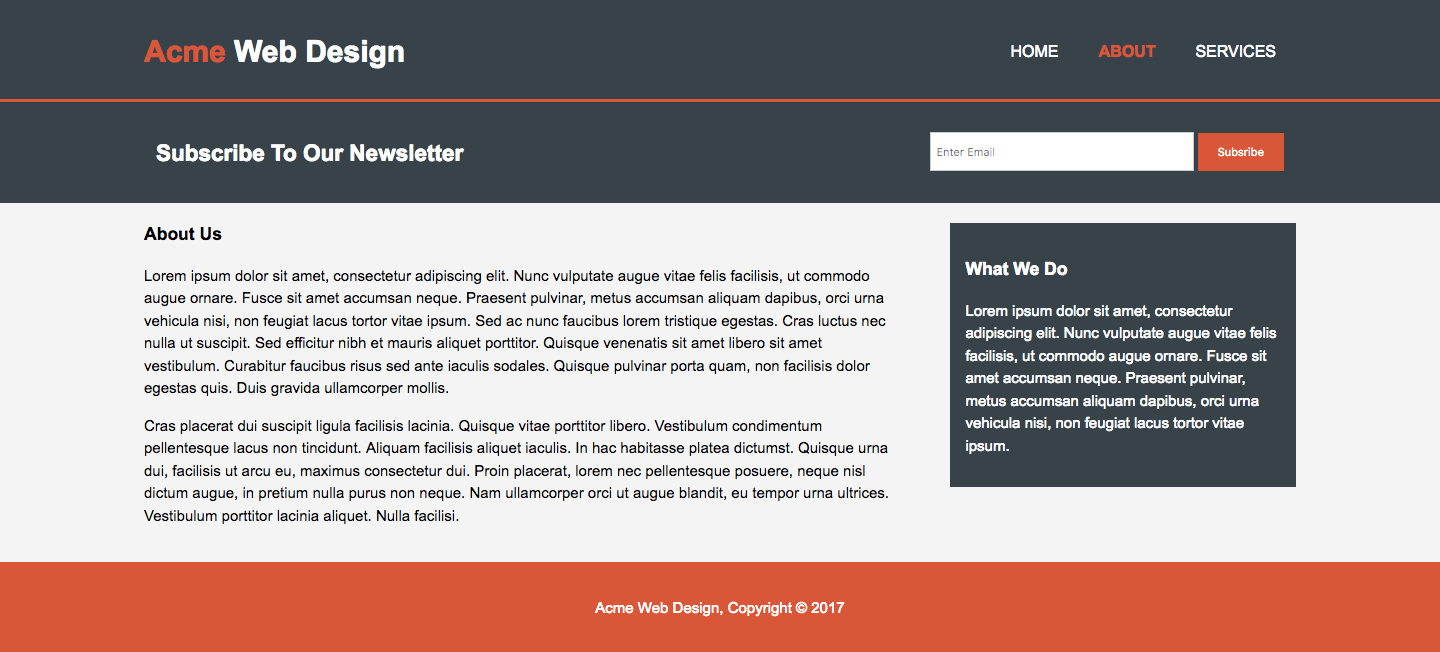 Acme Web Design
HOME ABOUT SERVICES
Subscribe To Our Newsletter
Enter Email Subsribe
About Us
Lorem ipsum dolor sit amet, consectetur adipiscing elit. Nunc vulputate augue vitae felis facilisis, ut commodo
augue ornare. Fusce sit amet accumsan neque. Praesent pulvinar, metus accumsan aliquam dapibus, orci urna
vehicula nisi, non feugiat lacus tortor vitae ipsum. Sed ac nunc faucibus lorem tristique egestas. Cras luctus nec
nulla ut suscipit. Sed efficitur nibh et mauris aliquet porttitor. Quisque venenatis sit amet libero sit amet
vestibulum. Curabitur faucibus risus sed ante iaculis sodales. Quisque pulvinar porta quam, non facilisis dolor
egestas quis. Duis gravida ullamcorper mollis.
Cras placerat dui suscipit ligula facilisis lacinia. Quisque vitae porttitor libero. Vestibulum condimentum
pellentesque lacus non tincidunt. Aliquam facilisis aliquet iaculis. In hac habitasse platea dictumst. Quisque urna
dui, facilisis ut arcu eu, maximus consectetur dui. Proin placerat, lorem nec pellentesque posuere, neque nisl
dictum augue, in pretium nulla purus non neque. Nam ullamcorper orci ut augue blandit, eu tempor urna ultrices.
Vestibulum porttitor lacinia aliquet. Nulla facilisi.
What We Do
Lorem ipsum dolor sit amet, consectetur
adipiscing elit. Nunc vulputate augue vitae felis
facilisis, ut commodo augue ornare. Fusce sit
amet accumsan neque. Praesent pulvinar,
metus accumsan aliquam dapibus, orci urna
vehicula nisi, non feugiat lacus tortor vitae
ipsum.
Acme Web Design, Copyright © 2017